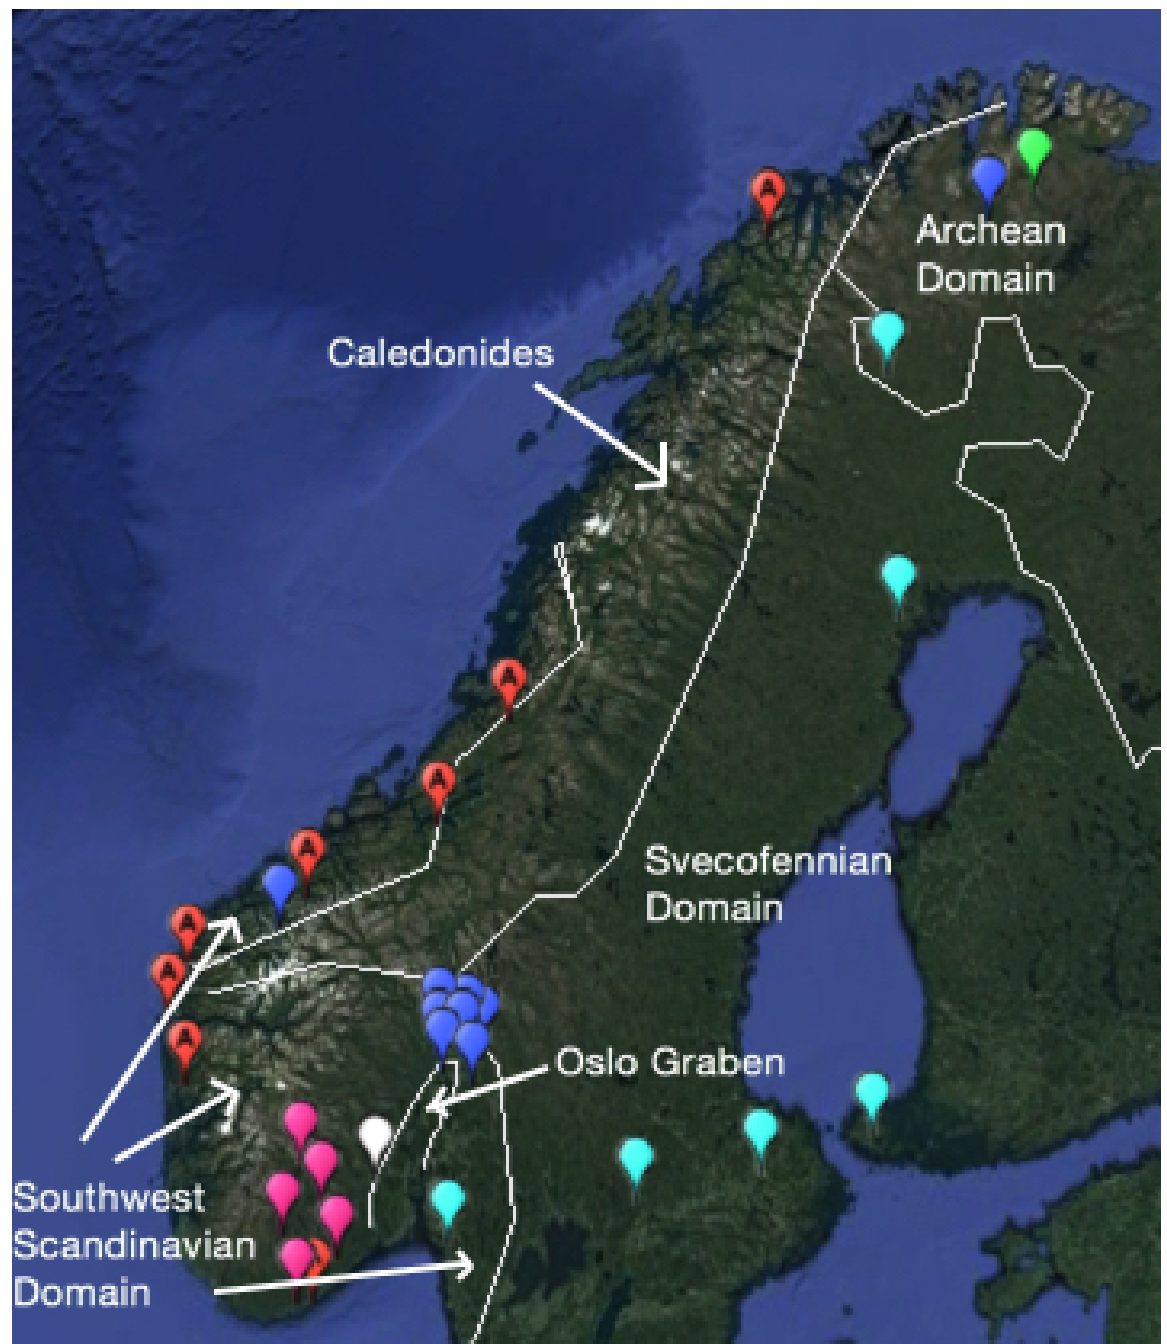 A
Archean
Domain
Caledonides
A
A
A
Svecofennian
Domain
A
A
A
Oslo Graben
Southwest
Scandinavian
Domain